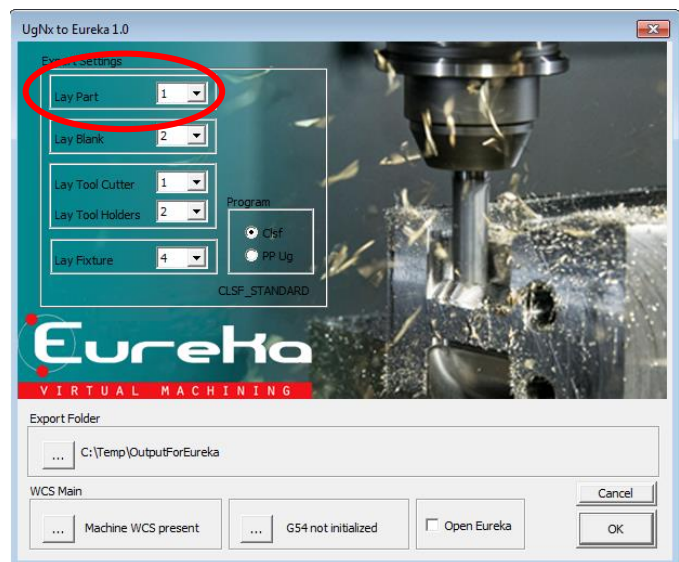 UgNx to Eureka 1.0
Export Settings
Lay Part 1
Lay Blank 2
Lay Tool Cutter 1
Lay Tool Holders 2
Program
Clsf
PP Ug
Lay Fixture 4
CLSF_STANDARD
Eureka
VIRTUAL MACHINING
Export Folder
... C:\Temp\OutputForEureka
WCS Main
... Machine WCS present
... G54 not initialized
Open Eureka
Cancel
OK